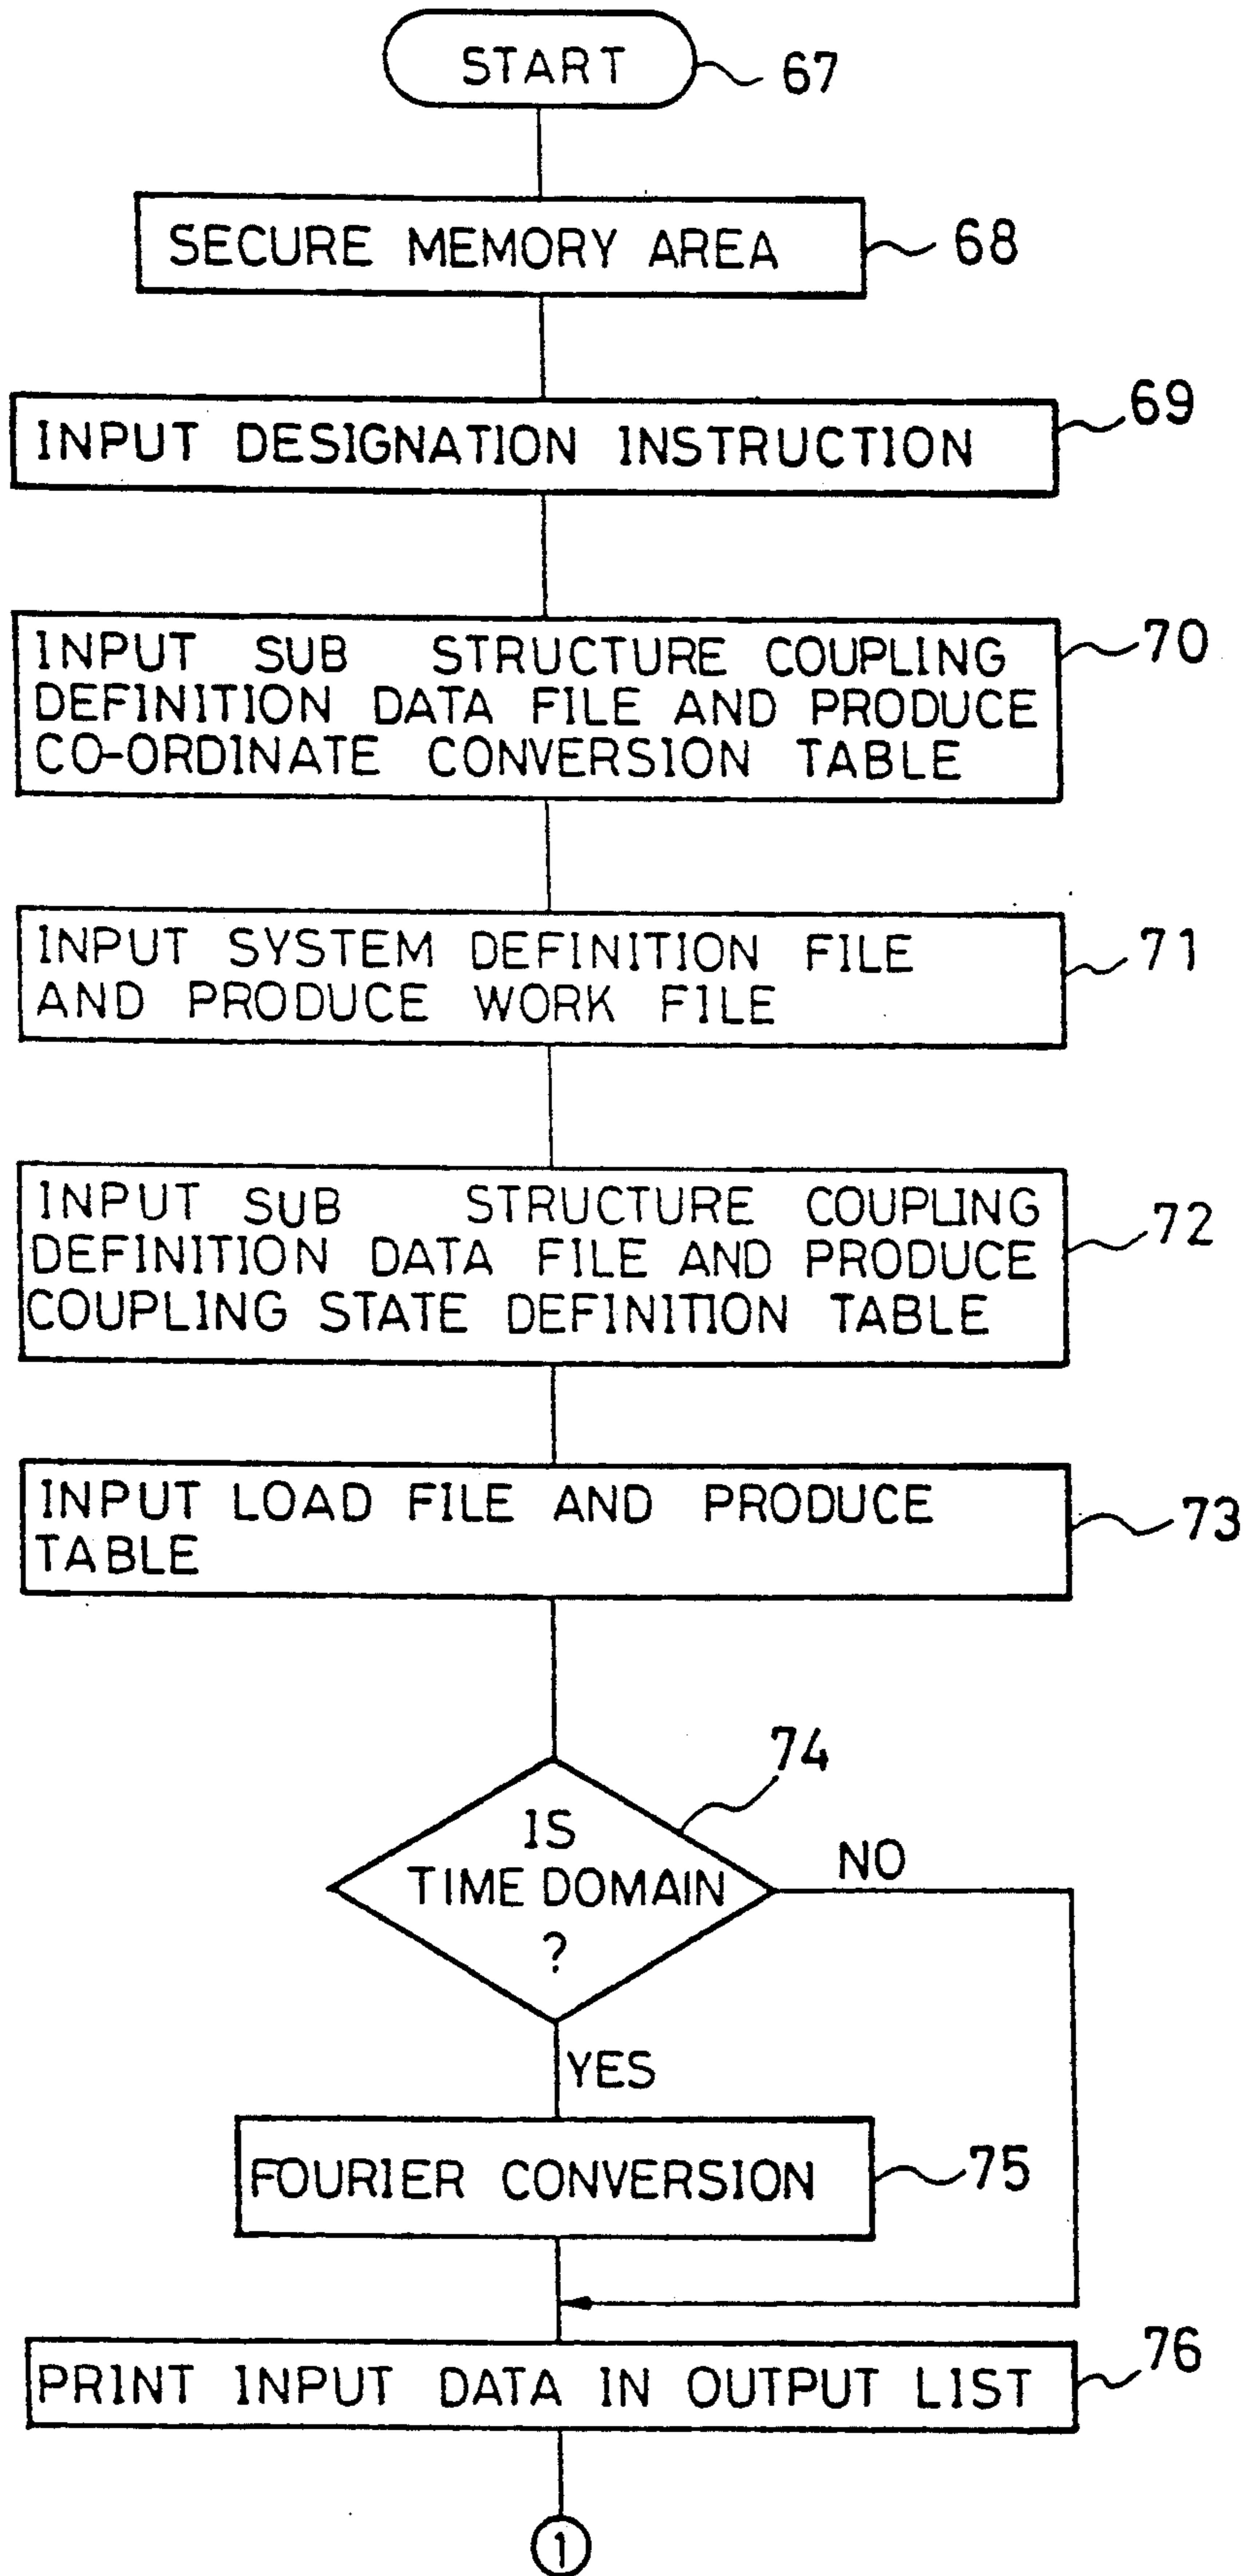 START
67
SECURE MEMORY AREA
68
INPUT DESIGNATION INSTRUCTION
69
INPUT SUB STRUCTURE COUPLING
DEFINITION DATA FILE AND PRODUCE
CO-ORDINATE CONVERSION TABLE
70
INPUT SYSTEM DEFINITION FILE
AND PRODUCE WORK FILE
71
INPUT SUB STRUCTURE COUPLING
DEFINITION DATA FILE AND PRODUCE
COUPLING STATE DEFINITION TABLE
72
INPUT LOAD FILE AND PRODUCE
TABLE
73
74
IS
TIME DOMAIN
?
NO
YES
FOURIER CONVERSION
75
PRINT INPUT DATA IN OUTPUT LIST
76
1